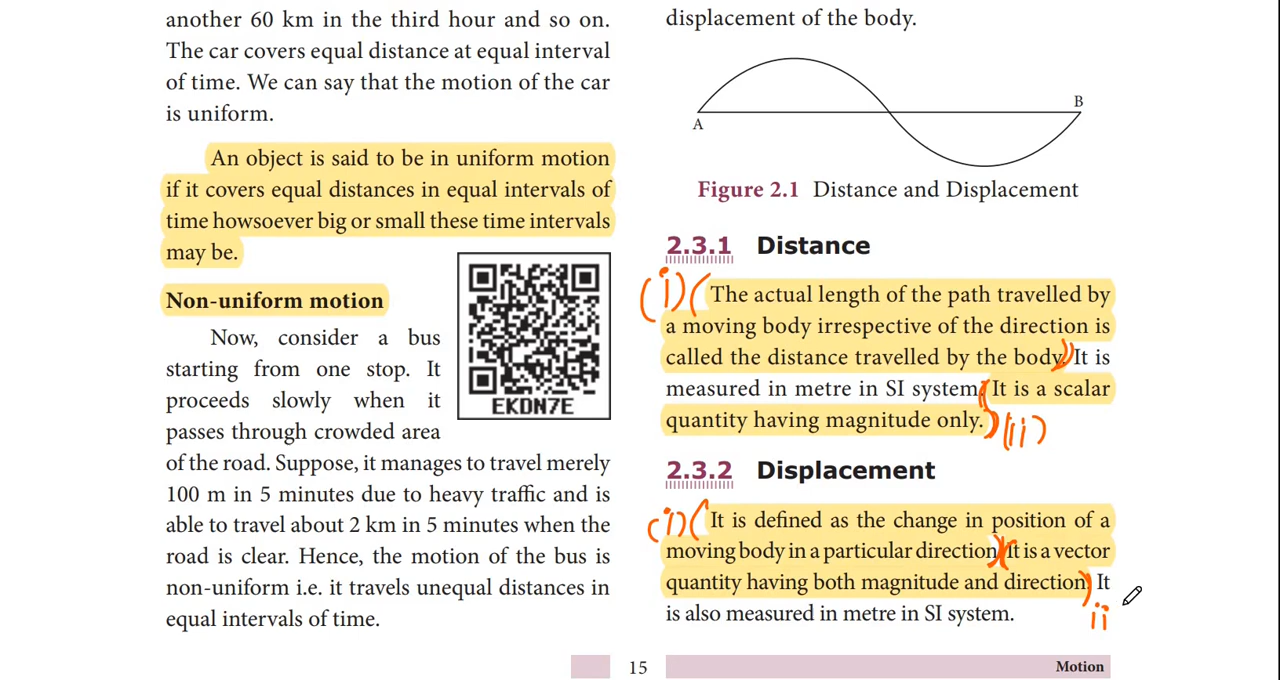 another 60 km in the third hour and so on.
The car covers equal distance at equal interval
of time. We can say that the motion of the car
is uniform.
An object is said to be in uniform motion
if it covers equal distances in equal intervals of
time howsoever big or small these time intervals
may be.
Non-uniform motion
Now, consider a bus
starting from one stop. It
proceeds slowly when it
passes through crowded area
of the road. Suppose, it manages to travel merely
100 m in 5 minutes due to heavy traffic and is
able to travel about 2 km in 5 minutes when the
road is clear. Hence, the motion of the bus is
non-uniform i.e. it travels unequal distances in
equal intervals of time.
EKDN7E
displacement of the body.
A
B
Figure 2.1 Distance and Displacement
2.3.1 Distance
(i) (The actual length of the path travelled by
a moving body irrespective of the direction is
called the distance travelled by the body.) It is
measured in metre in SI system. (It is a scalar
quantity having magnitude only.) (ii)
2.3.2 Displacement
(i) (It is defined as the change in position of a
moving body in a particular direction.) (It is a vector
quantity having both magnitude and direction.) It
is also measured in metre in SI system.
ii
15
Motion